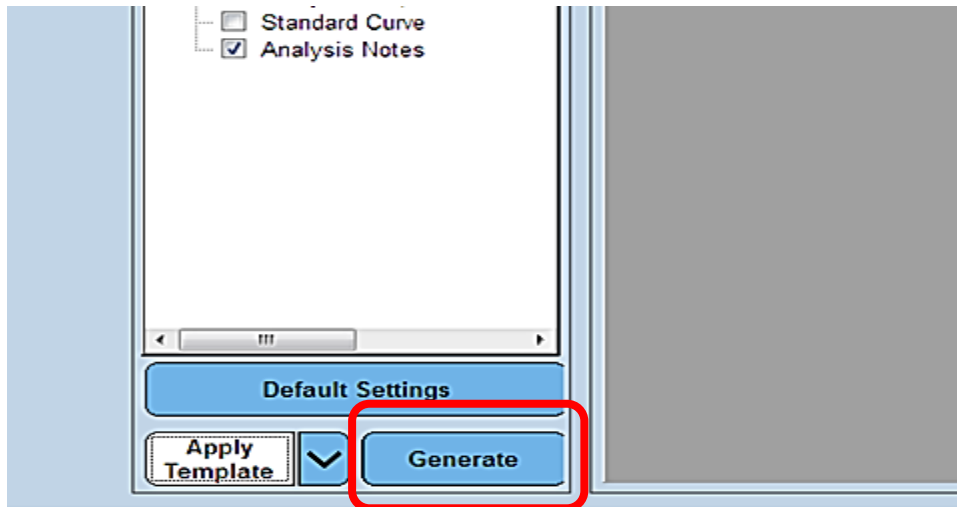 Standard Curve
Analysis Notes
Default Settings
Apply
Template
Generate